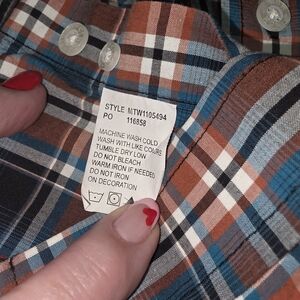 STYLE MTW1105494
PO 116858
MACHINE WASH COLD
WASH WITH LIKE COLORS
TUMBLE DRY LOW
DO NOT BLEACH
WARM IRON IF NEEDED
DO NOT IRON
ON DECORATION